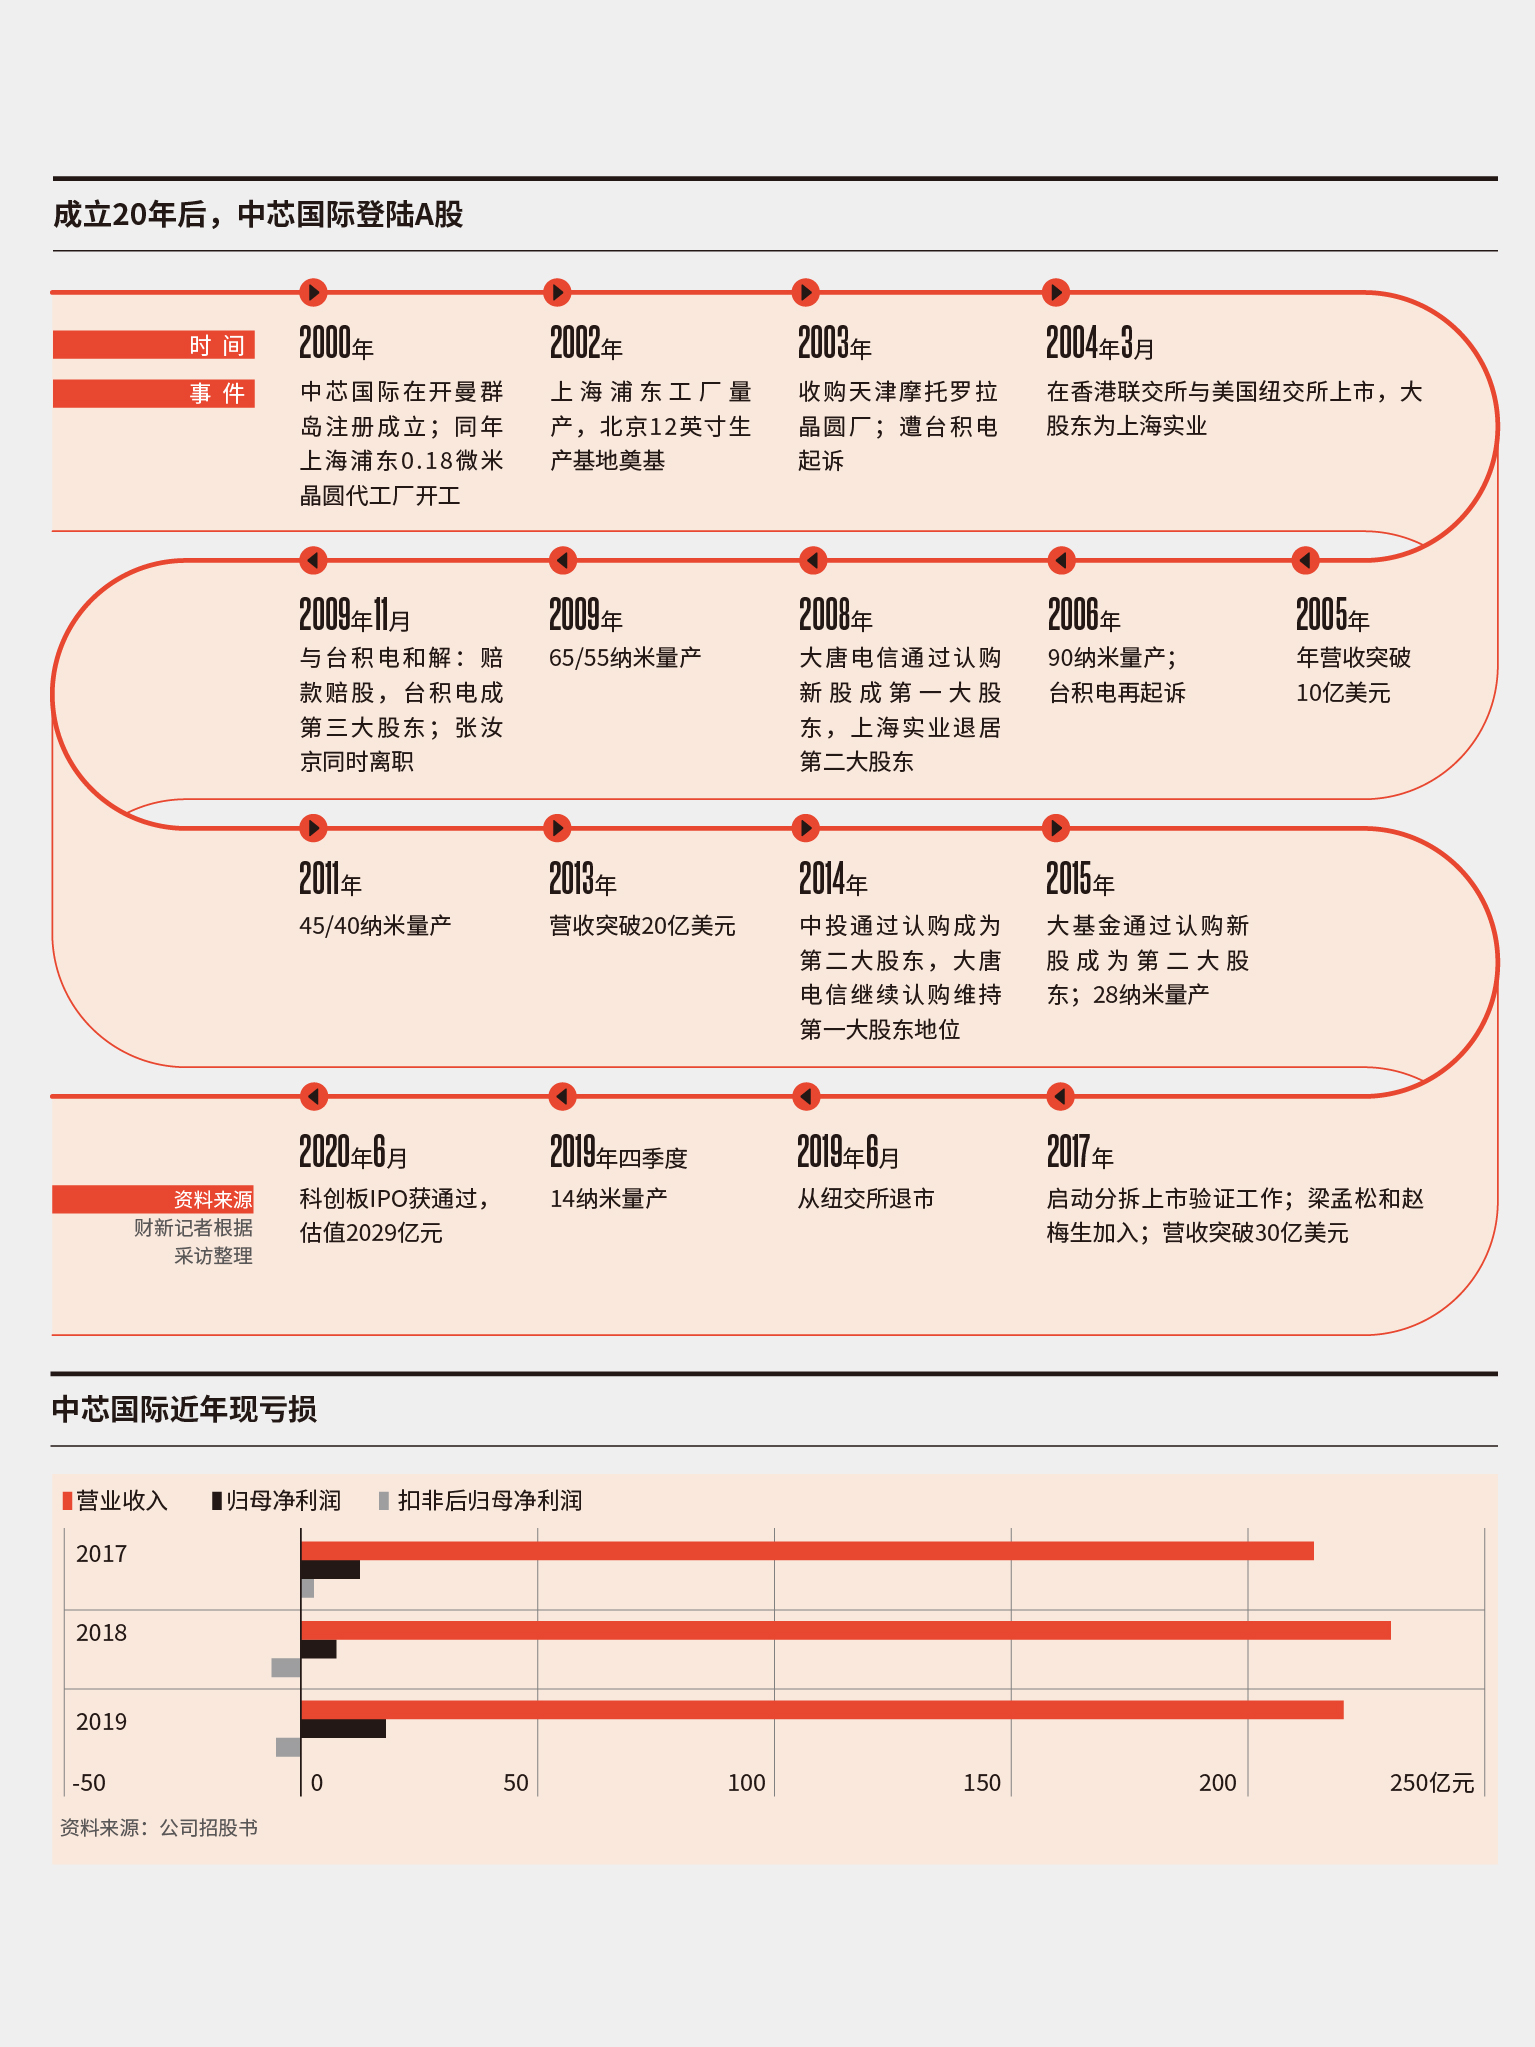 成立20年后，中芯国际登陆A股
时 间
事 件
2000年
中芯国际在开曼群
岛注册成立；同年
上海浦东0.18微米
晶圆代工厂开工
2002年
上海浦东工厂量
产，北京12英寸生
产基地奠基
2003年
收购天津摩托罗拉
晶圆厂；遭台积电
起诉
2004年3月
在香港联交所与美国纽交所上市，大
股东为上海实业
2005年
年营收突破
10亿美元
2006年
90纳米量产；
台积电再起诉
2008年
大唐电信通过认购
新股成第一大股
东，上海实业退居
第二大股东
2009年
65/55纳米量产
2009年11月
与台积电和解：赔
款赔股，台积电成
第三大股东；张汝
京同时离职
2011年
45/40纳米量产
2013年
营收突破20亿美元
2014年
中投通过认购成为
第二大股东，大唐
电信继续认购维持
第一大股东地位
2015年
大基金通过认购新
股成为第二大股
东；28纳米量产
2017年
启动分拆上市验证工作；梁孟松和赵
梅生加入；营收突破30亿美元
2019年6月
从纽交所退市
2019年四季度
14纳米量产
2020年6月
科创板IPO获通过，
估值2029亿元
资料来源
财新记者根据
采访整理
中芯国际近年现亏损
营业收入 归母净利润 扣非后归母净利润
2017
2018
2019
-50 0 50 100 150 200 250亿元
资料来源：公司招股书